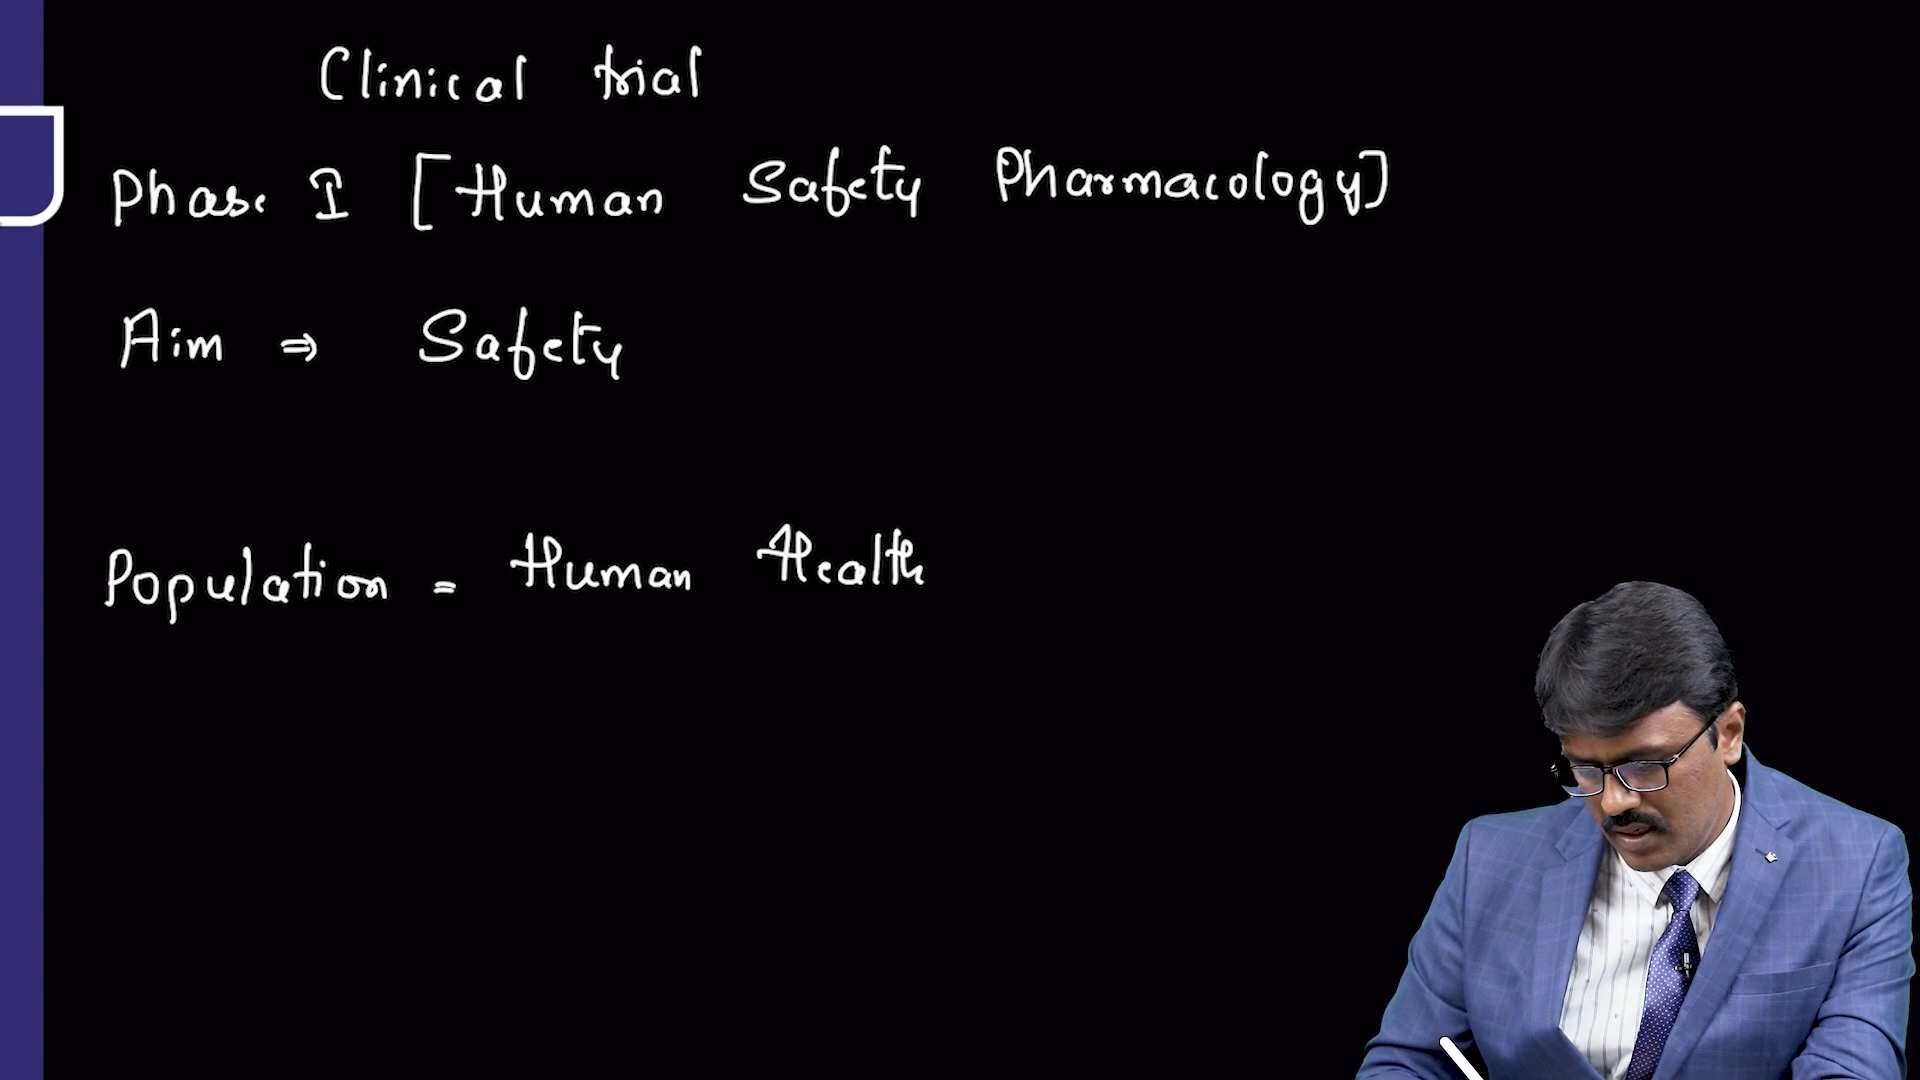 Clinical trial
Phase I [Human Safety Pharmacology]
Aim ⇒ Safety
Population = Human Health